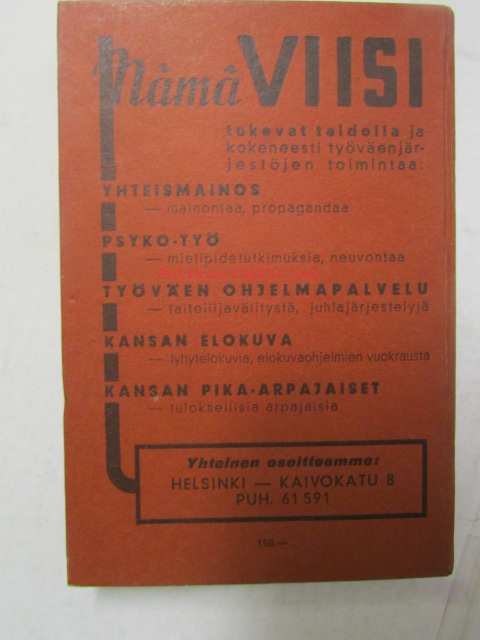 Nämä VIISI
tukevat taidolla ja
kokeneesti työväenjär-
jestöjen toimintaa:
YHTEISMAINOS
— mainontaa, propagandaa
PSYKO-TYÖ
— mielipidetutkimuksia, neuvontaa
TYÖVÄEN OHJELMAPALVELU
— taiteilijavälitystä, juhlajärjestelyjä
KANSAN ELOKUVA
— lyhytelokuvia, elokuvaohjelmien vuokrausta
KANSAN PIKA-ARPAJAISET
— tuloksellisia arpajaisia
Yhteinen osoitteemme:
HELSINKI — KAIVOKATU 8
PUH. 61 591
150.—